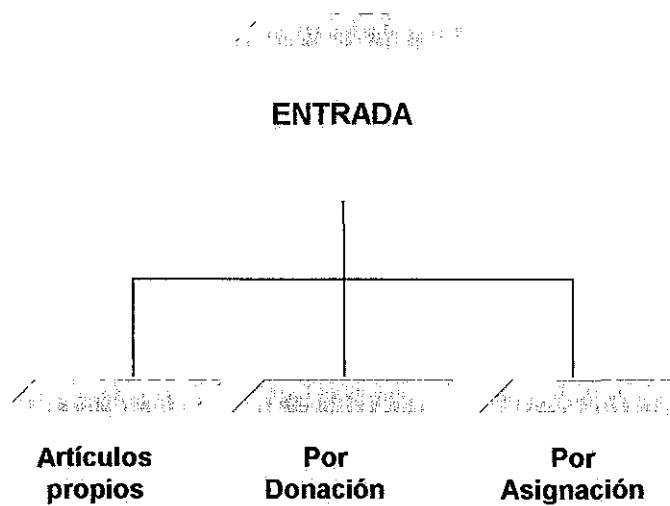 ENTRADA
Artículos
propios
Por
Donación
Por
Asignación